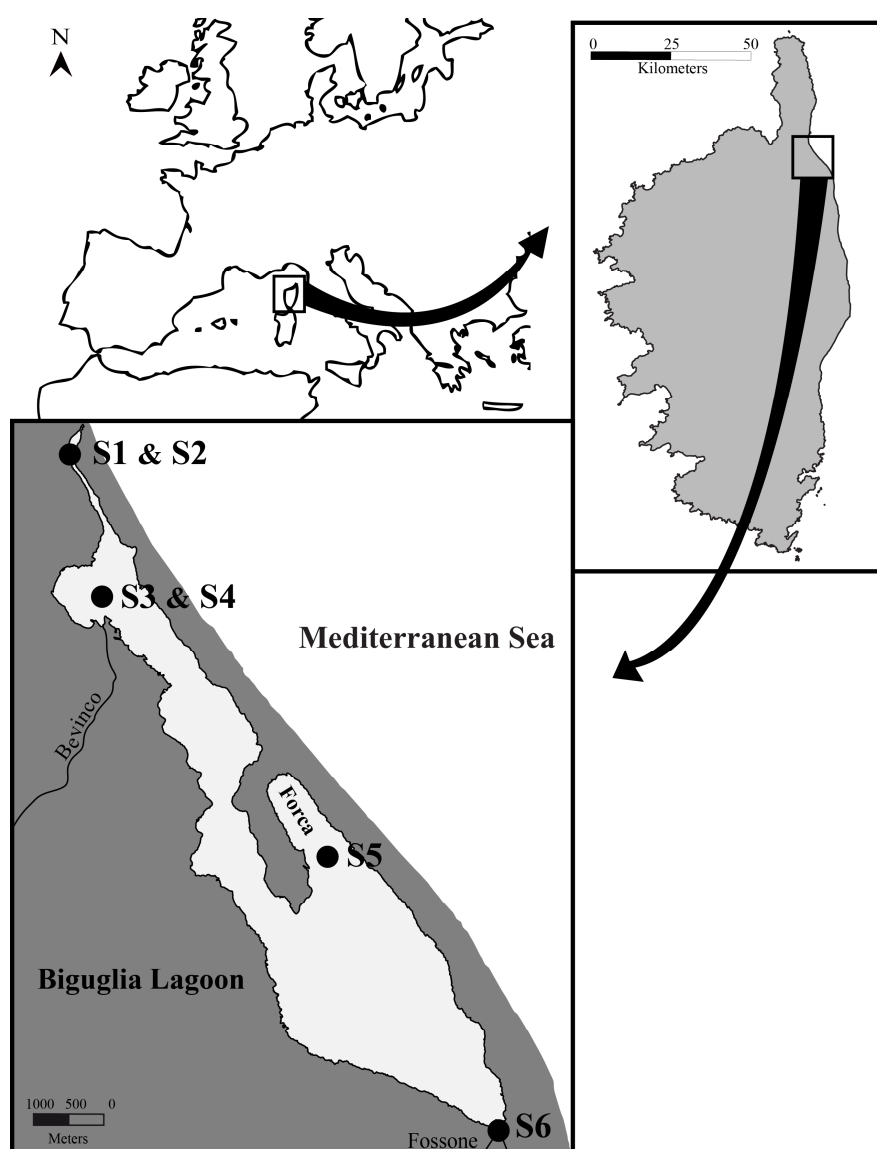 N
0 25 50
Kilometers
S1 & S2
S3 & S4
Mediterranean Sea
Bevinco
Forca
S5
Biguglia Lagoon
1000 500 0
Meters
S6
Fossone